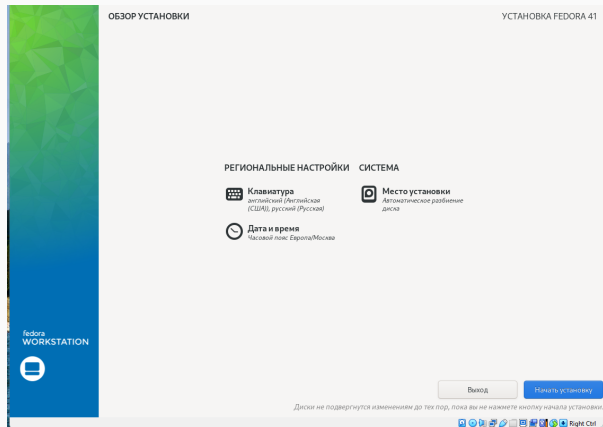 ОБЗОР УСТАНОВКИ
УСТАНОВКА FEDORA 41
РЕГИОНАЛЬНЫЕ НАСТРОЙКИ
СИСТЕМА
Клавиатура
английский (Английская
(США)), русский (Русская)
Место установки
Автоматическое разбиение
диска
Дата и время
Часовой пояс Европа/Москва
fedora
WORKSTATION
Выход
Начать установку
Диски не подвергнутся изменениям до тех пор, пока вы не нажмете кнопку начала установки.
Right Ctrl